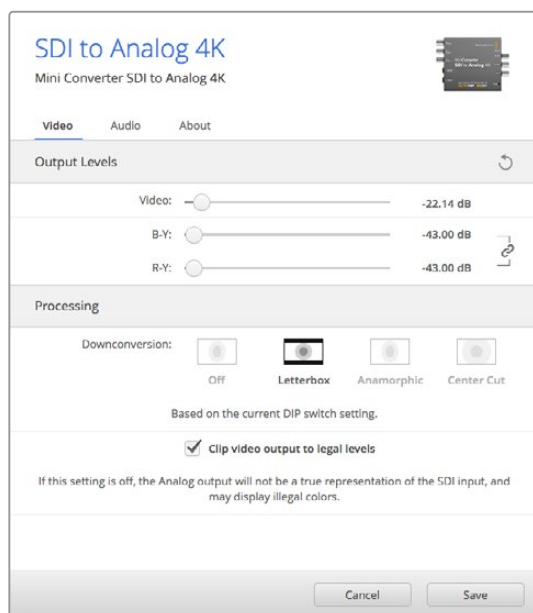 SDI to Analog 4K
Mini Converter SDI to Analog 4K
Video Audio About
Output Levels
Video: -22.14 dB
B-Y: -43.00 dB
R-Y: -43.00 dB
Processing
Downconversion:
Off Letterbox Anamorphic Center Cut
Based on the current DIP switch setting.
Clip video output to legal levels
If this setting is off, the Analog output will not be a true representation of the SDI input, and
may display illegal colors.
Cancel Save